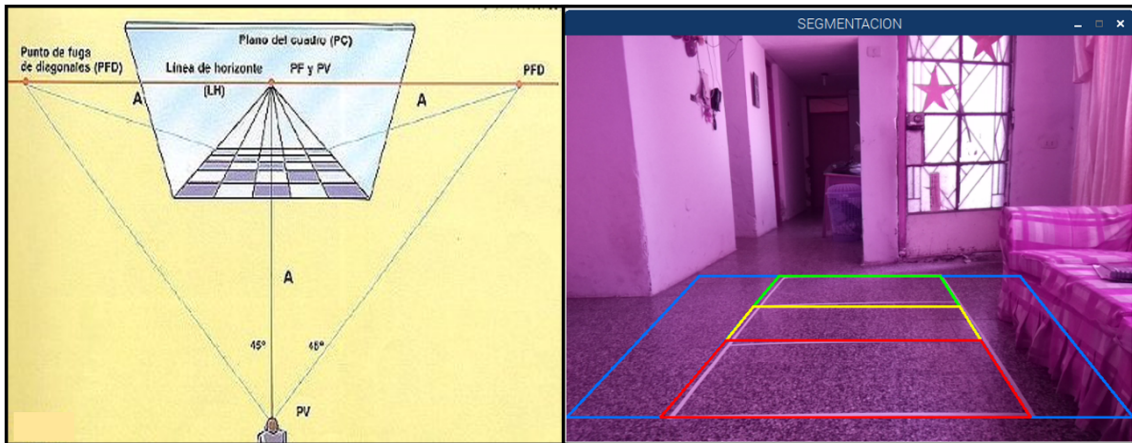 Plano del cuadro (PC)
Punto de fuga
de diagonales (PFD)
Línea de horizonte
(LH)
PF y PV
PFD
A
A
A
45°
45°
PV
SEGMENTACION